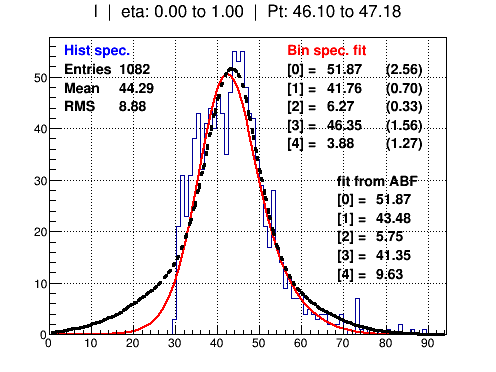 I | eta: 0.00 to 1.00 | Pt: 46.10 to 47.18
Hist spec.
Entries 1082
Mean 44.29
RMS 8.88
Bin spec. fit
[0] = 51.87 (2.56)
[1] = 41.76 (0.70)
[2] = 6.27 (0.33)
[3] = 46.35 (1.56)
[4] = 3.88 (1.27)
fit from ABF
[0] = 51.87
[1] = 43.48
[2] = 5.75
[3] = 41.35
[4] = 9.63
50
40
30
20
10
0
0 10 20 30 40 50 60 70 80 90